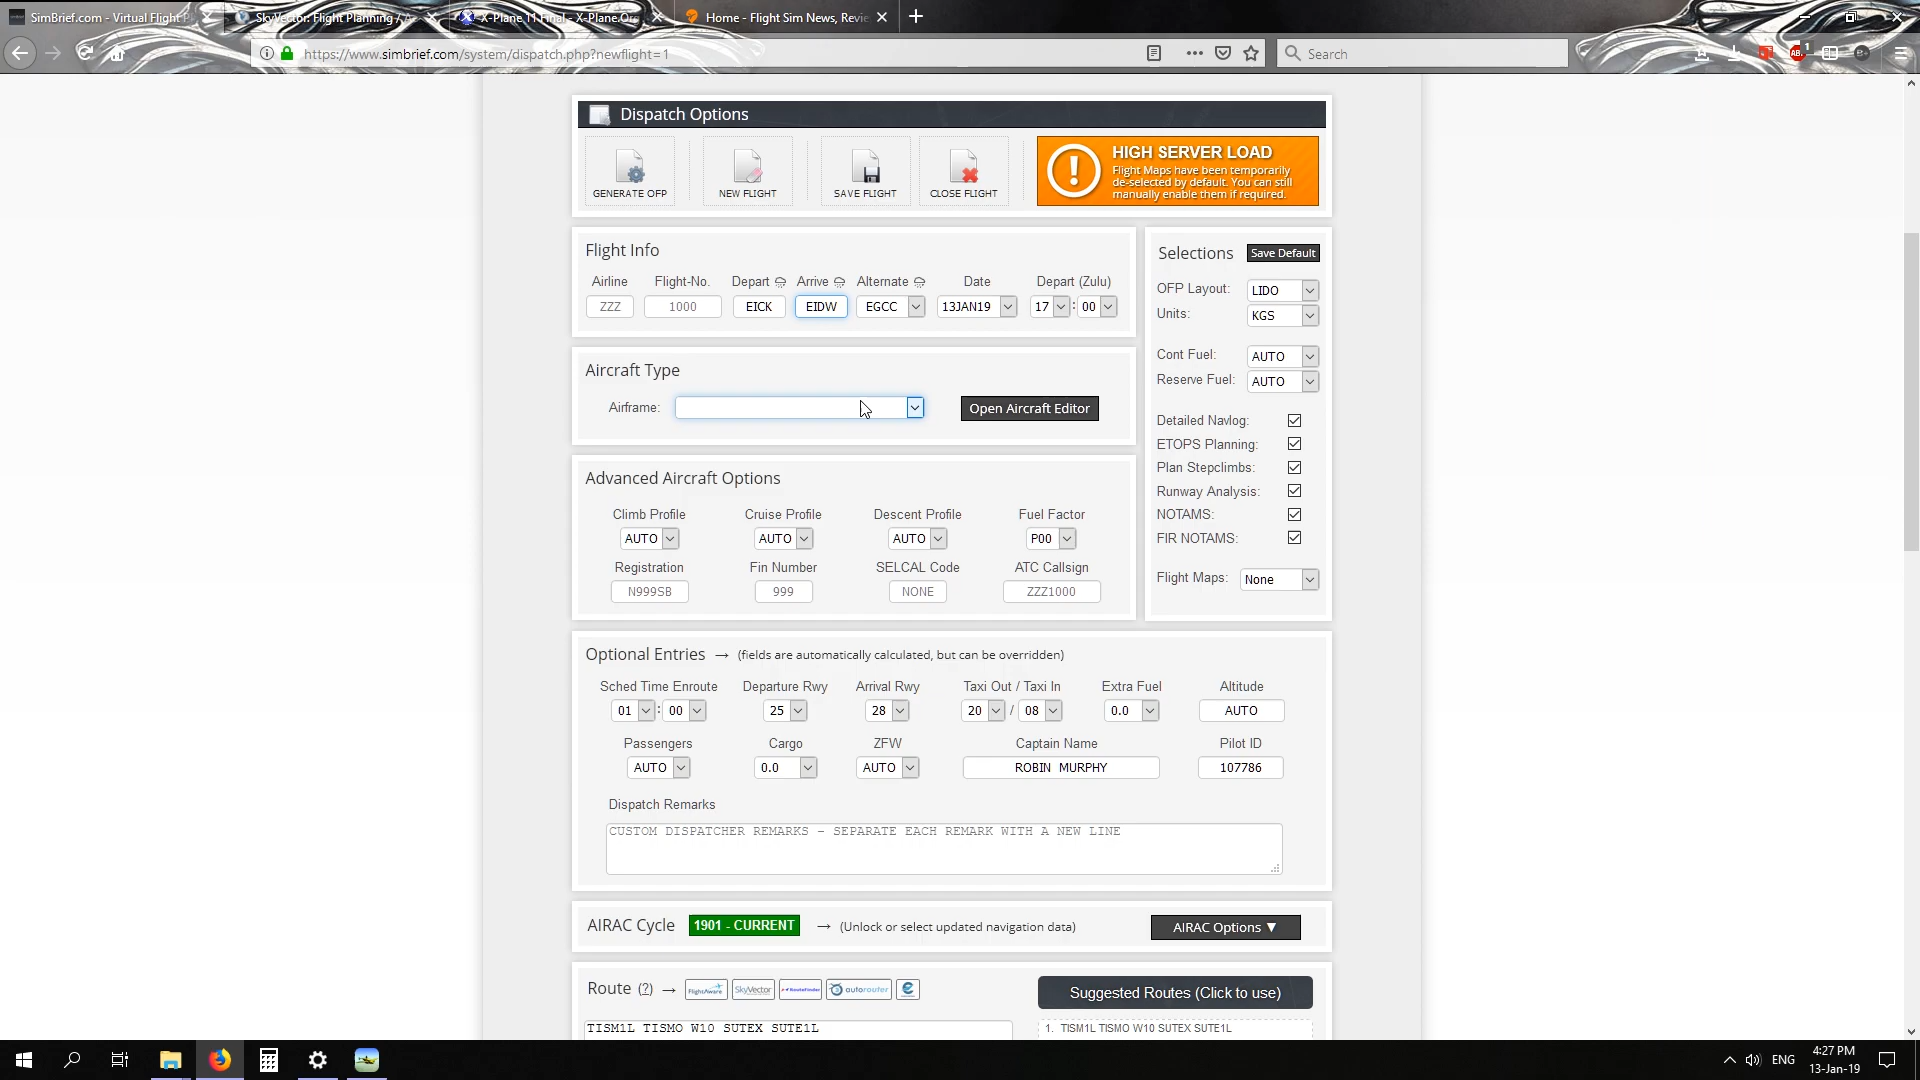 SimBrief.com - Virtual Flight P
SkyVector: Flight Planning / Ae
X-Plane 11 Final - X-Plane.Org
Home - Flight Sim News, Revie
https://www.simbrief.com/system/dispatch.php?newflight=1
Search
Dispatch Options
GENERATE OFP
NEW FLIGHT
SAVE FLIGHT
CLOSE FLIGHT
HIGH SERVER LOAD
Flight Maps have been temporarily
de-selected by default. You can still
manually enable them if required.
Flight Info
Airline Flight-No. Depart Arrive Alternate Date Depart (Zulu)
ZZZ 1000 EICK EIDW EGCC 13JAN19 17 : 00
Selections Save Default
OFP Layout: LIDO
Units: KGS
Cont Fuel: AUTO
Reserve Fuel: AUTO
Detailed Navlog:
ETOPS Planning:
Plan Stepclimbs:
Runway Analysis:
NOTAMS:
FIR NOTAMS:
Flight Maps: None
Aircraft Type
Airframe: Open Aircraft Editor
Advanced Aircraft Options
Climb Profile Cruise Profile Descent Profile Fuel Factor
AUTO AUTO AUTO P00
Registration Fin Number SELCAL Code ATC Callsign
N999SB 999 NONE ZZZ1000
Optional Entries → (fields are automatically calculated, but can be overridden)
Sched Time Enroute Departure Rwy Arrival Rwy Taxi Out / Taxi In Extra Fuel Altitude
01 : 00 25 28 20 / 08 0.0 AUTO
Passengers Cargo ZFW Captain Name Pilot ID
AUTO 0.0 AUTO ROBIN MURPHY 107786
Dispatch Remarks
CUSTOM DISPATCHER REMARKS - SEPARATE EACH REMARK WITH A NEW LINE
AIRAC Cycle 1901 - CURRENT → (Unlock or select updated navigation data) AIRAC Options ▼
Route (?) → FlightAware SkyVector RouteFinder autorouter
Suggested Routes (Click to use)
TISM1L TISMO W10 SUTEX SUTE1L
1. TISM1L TISMO W10 SUTEX SUTE1L
ENG
4:27 PM
13-Jan-19